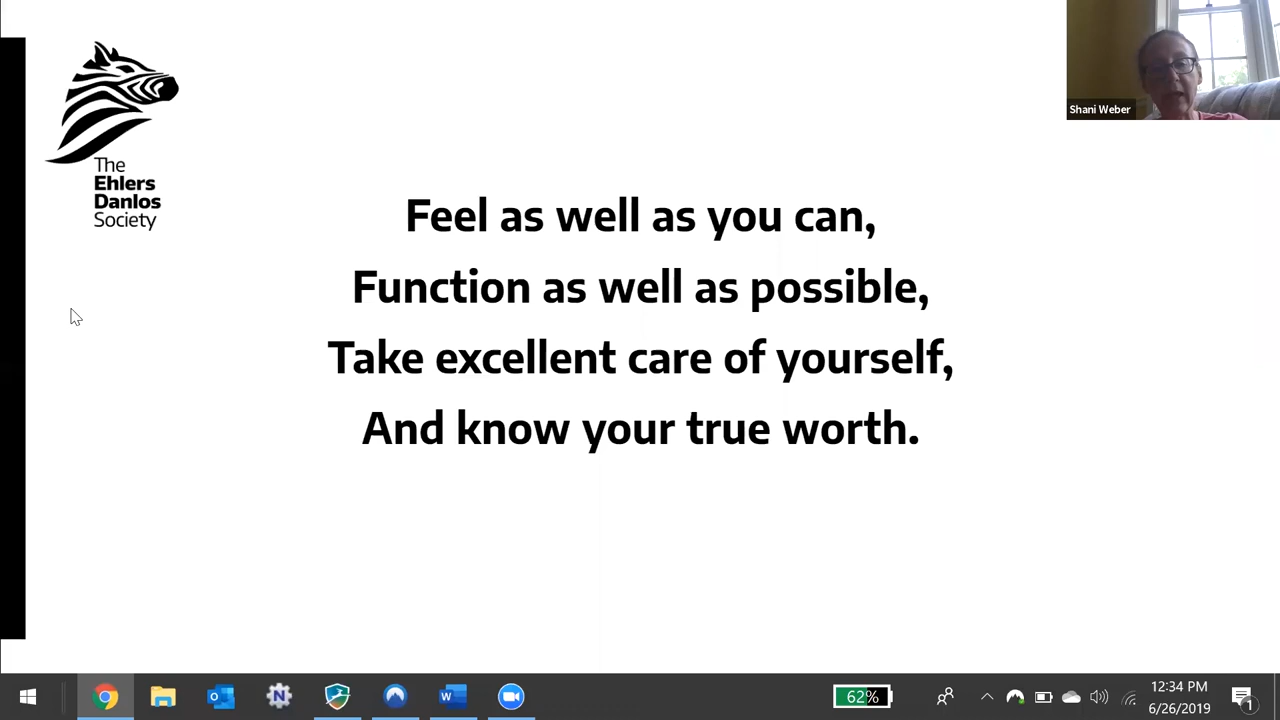 Shani Weber
The
Ehlers
Danlos
Society
Feel as well as you can,
Function as well as possible,
Take excellent care of yourself,
And know your true worth.
62%
12:34 PM
6/26/2019
1